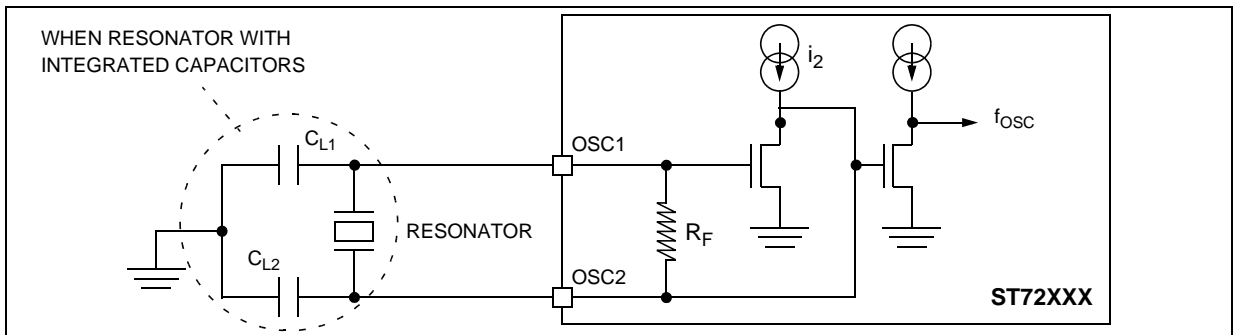 WHEN RESONATOR WITH
INTEGRATED CAPACITORS
i2
fOSC
CL1
OSC1
RESONATOR
RF
CL2
OSC2
ST72XXX